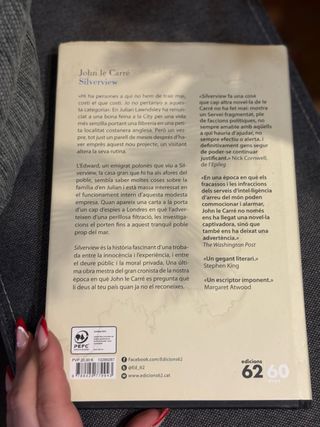 John le Carré
Silverview
«Hi ha persones a qui no hem de trair mai,
costi el que costi. Jo no pertanyo a aques-
ta categoria». En Julian Lawndsley ha renun-
ciat a una bona feina a la City per una vida
més senzilla portant una llibreria en una peti-
ta localitat costanera anglesa. Però un ves-
pre, tot just un parell de mesos després d'ha-
ver emprès aquest nou projecte, un visitant
altera la seva rutina.
L'Edward, un emigrat polonès que viu a Sil-
verview, la casa gran que hi ha als afores del
poble, sembla saber moltes coses sobre la
família d'en Julian i està massa interessat en
el funcionament intern d'aquesta modesta
empresa. Quan apareix una carta a la porta
d'un cap d'espies a Londres en què l'adver-
teixen d'una perillosa filtració, les investiga-
cions el porten fins a aquest tranquil poble
prop del mar.
Silverview és la història fascinant d'una troba-
da entre la innocència i l'experiència, i entre
el deure públic i la moral privada. Una últi-
ma obra mestra del gran cronista de la nostra
època en què John le Carré es pregunta què
li deus al teu país quan ja no el reconeixes.
«Silverview fa una cosa
que cap altra novel·la de le
Carré no ha fet mai: mostra
un Servei fragmentat, ple
de faccions polítiques, no
sempre amable amb aquells
a qui hauria d'ajudar, no
sempre efectiu o alerta, i
definitivament gens segur
de poder-se continuar
justificant.» Nick Cornwell,
de l'Epíleg
«En una època en què els
fracassos i les infraccions
dels serveis d'intel·ligència
d'arreu del món poden
commocionar i alarmar,
John le Carré no només
ens ha llegat una novel·la
captivadora, sinó que
també ens ha deixat una
advertència.»
The Washington Post
«Un gegant literari.»
Stephen King
«Un escriptor imponent.»
Margaret Atwood
PEFC
PVP 20,90 €
Facebook.com/Edicions62
@Ed_62
www.edicions62.cat
edicions
62 60